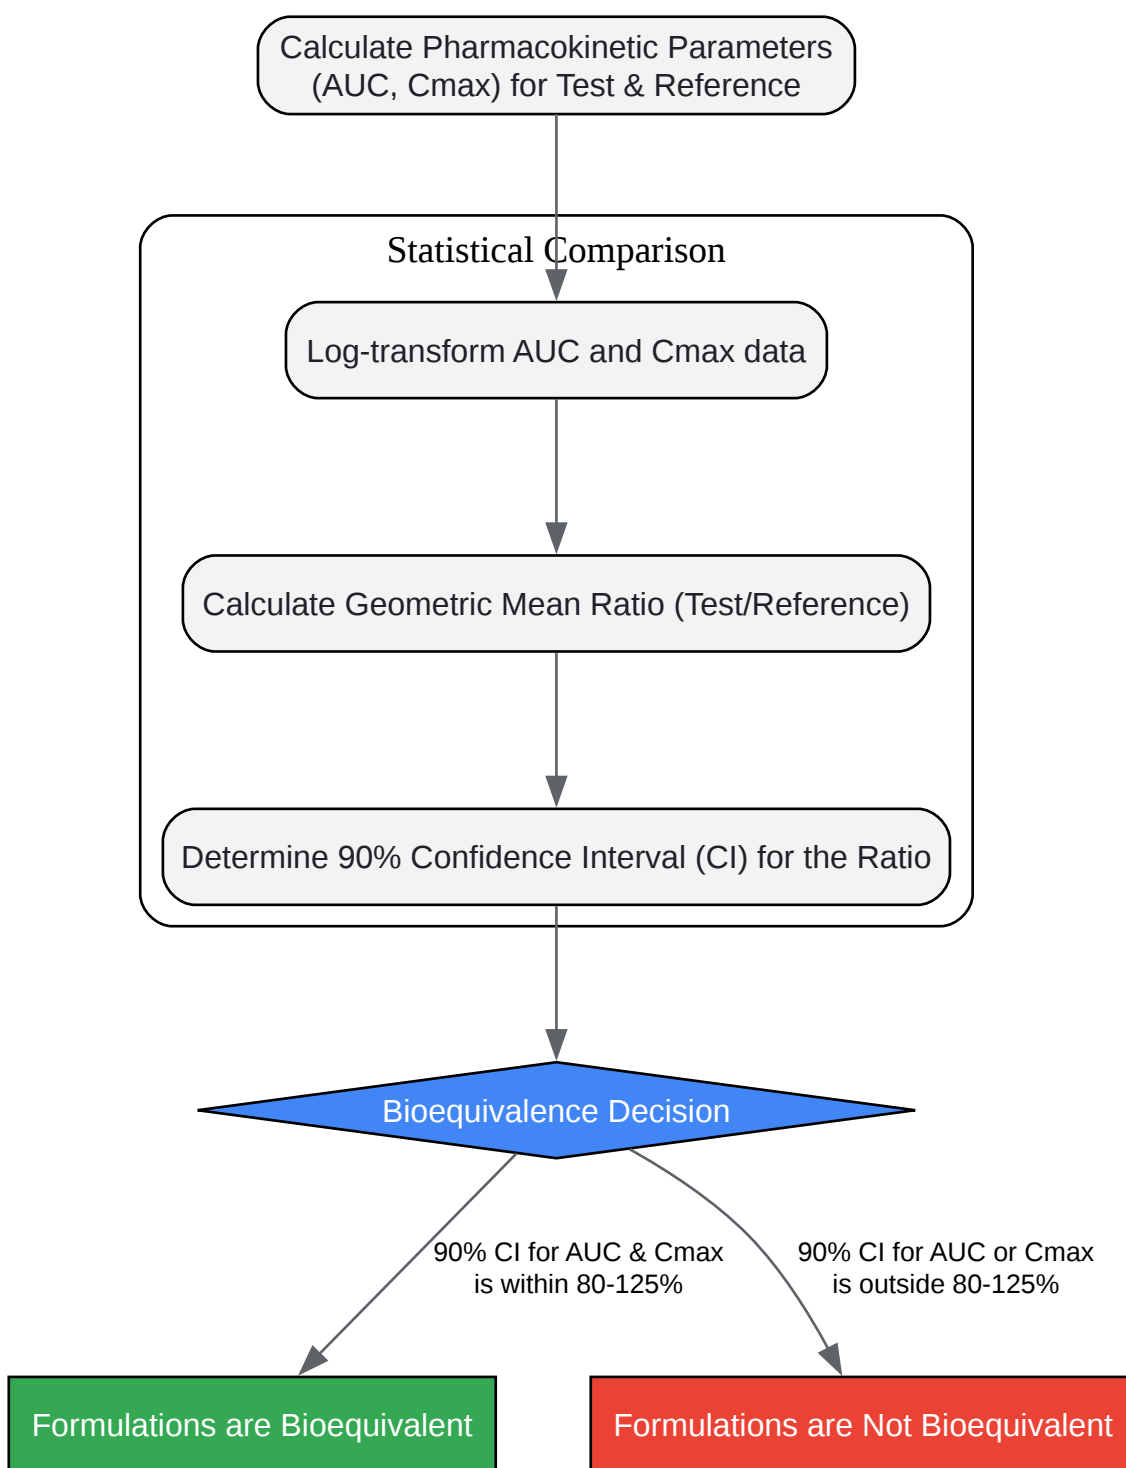 Calculate Pharmacokinetic Parameters
(AUC, Cmax) for Test & Reference
Statistical Comparison
Log-transform AUC and Cmax data
Calculate Geometric Mean Ratio (Test/Reference)
Determine 90% Confidence Interval (CI) for the Ratio
Bioequivalence Decision
90% CI for AUC & Cmax
is within 80-125%
90% CI for AUC or Cmax
is outside 80-125%
Formulations are Bioequivalent
Formulations are Not Bioequivalent